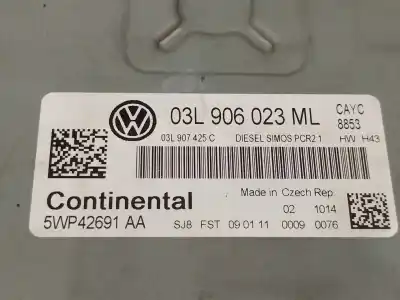 03L 906 023 ML CAYC
8853
03L 907 425 C DIESEL SIMOS PCR2.1 HW H43
Continental
5WP42691 AA
Made in Czech Rep.
02 1014
SJ8 FST 09 01 11 0009 0076